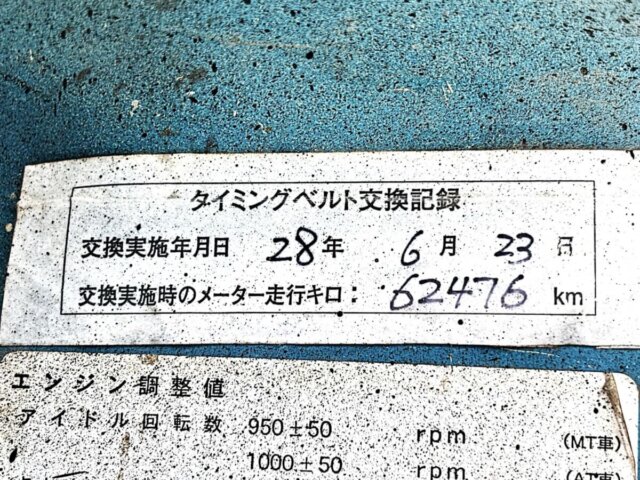 タイミングベルト交換記録
交換実施年月日 28年 6月 23日
交換実施時のメーター走行キロ: 62476 km
エンジン調整値
アイドル回転数 950±50 rpm (MT車)
1000±50 rpm (AT車)